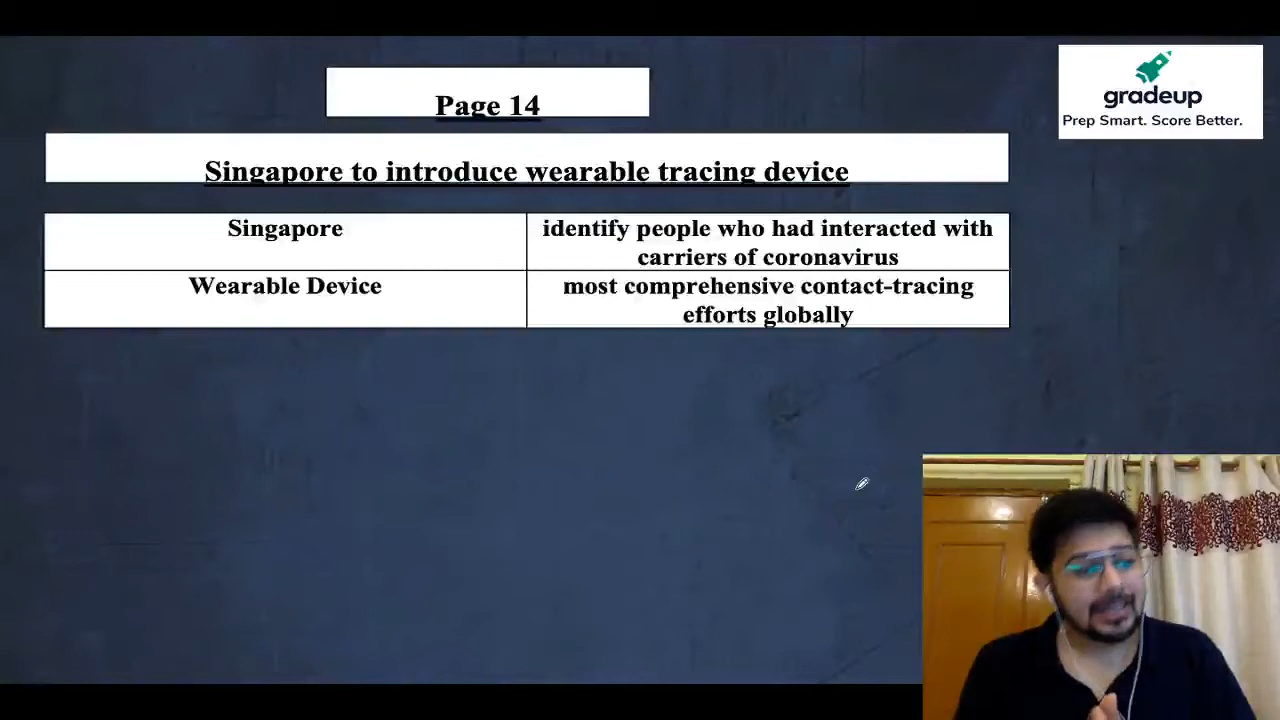 Page 14
gradeup
Prep Smart. Score Better.
Singapore to introduce wearable tracing device
Singapore
identify people who had interacted with
carriers of coronavirus
Wearable Device
most comprehensive contact-tracing
efforts globally